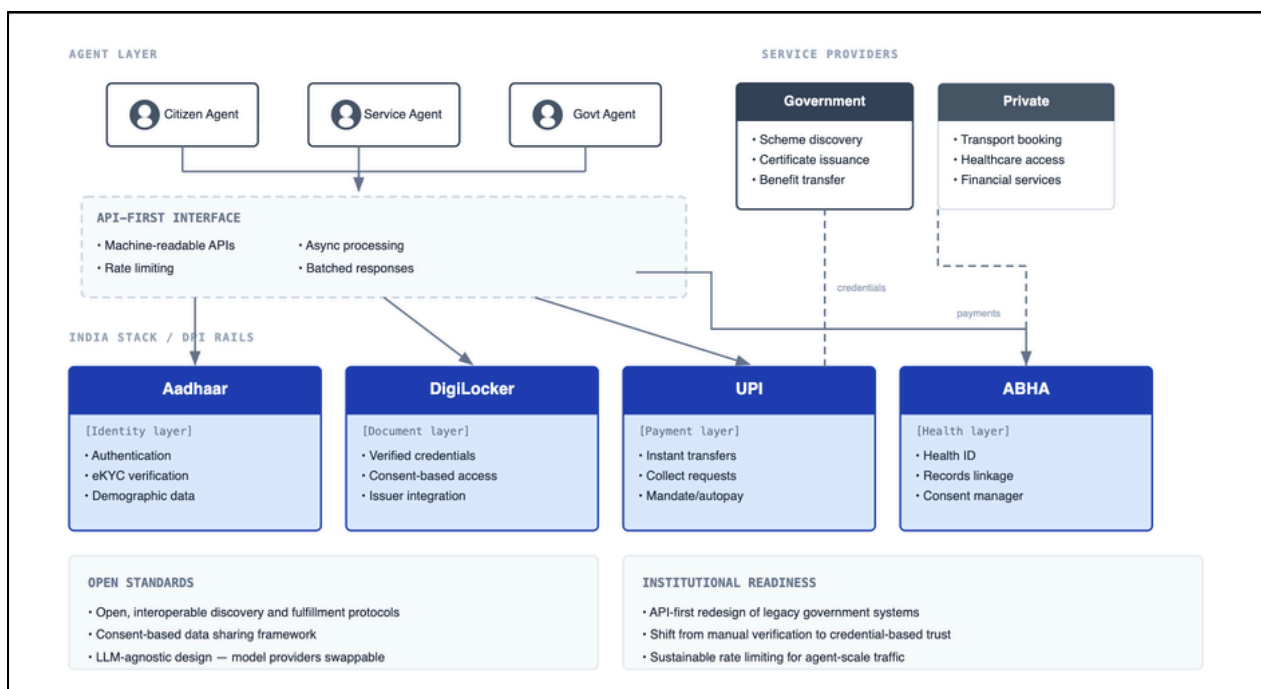 AGENT LAYER
SERVICE PROVIDERS
Citizen Agent
Service Agent
Govt Agent
Government
• Scheme discovery
• Certificate issuance
• Benefit transfer
Private
• Transport booking
• Healthcare access
• Financial services
API–FIRST INTERFACE
• Machine-readable APIs
• Async processing
• Rate limiting
• Batched responses
credentials
payments
INDIA STACK / DPI RAILS
Aadhaar
[Identity layer]
• Authentication
• eKYC verification
• Demographic data
DigiLocker
[Document layer]
• Verified credentials
• Consent-based access
• Issuer integration
UPI
[Payment layer]
• Instant transfers
• Collect requests
• Mandate/autopay
ABHA
[Health layer]
• Health ID
• Records linkage
• Consent manager
OPEN STANDARDS
• Open, interoperable discovery and fulfillment protocols
• Consent-based data sharing framework
• LLM-agnostic design — model providers swappable
INSTITUTIONAL READINESS
• API-first redesign of legacy government systems
• Shift from manual verification to credential-based trust
• Sustainable rate limiting for agent-scale traffic